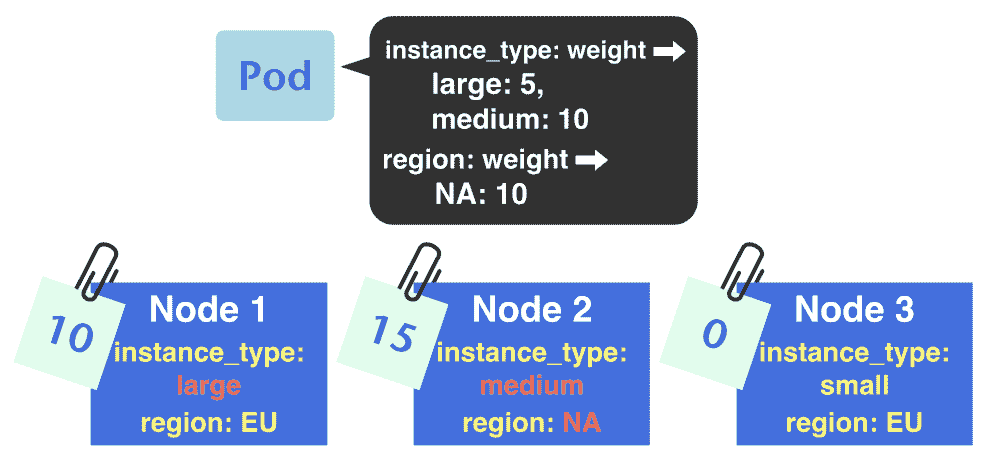 Pod
instance_type: weight
large: 5,
medium: 10
region: weight
NA: 10
10
Node 1
instance_type:
large
region: EU
15
Node 2
instance_type:
medium
region: NA
0
Node 3
instance_type:
small
region: EU